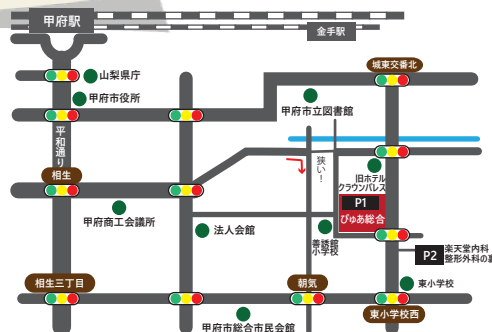 甲府駅
金手駅
城東交番北
山梨県庁
甲府市役所
甲府市立図書館
平和通り
狭い！
相生
旧ホテル
クラウンパレス
P1
ぴゅあ総合
甲府商工会議所
法人会館
善誘館
小学校
P2
楽天堂内科
整形外科の裏
相生三丁目
朝気
東小学校
東小学校西
甲府市総合市民会館